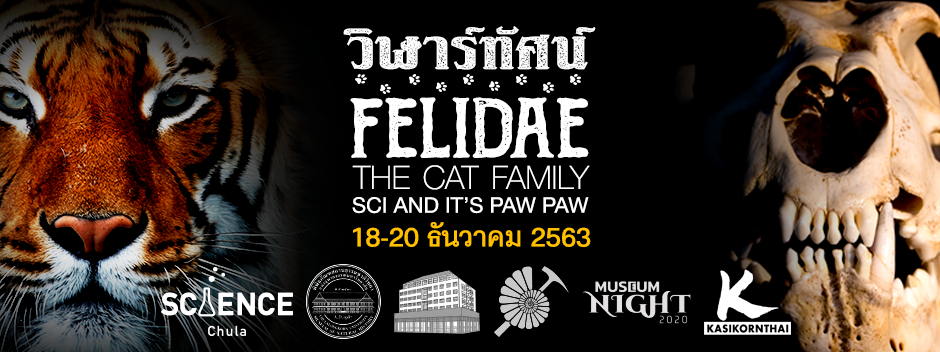 วิฬาร์ทัศน์
FELIDAE
THE CAT FAMILY
SCI AND IT'S PAW PAW
18-20 ธันวาคม 2563
SCIENCE
Chula
MUSEUM
NIGHT
2020
K
KASIKORNTHAI